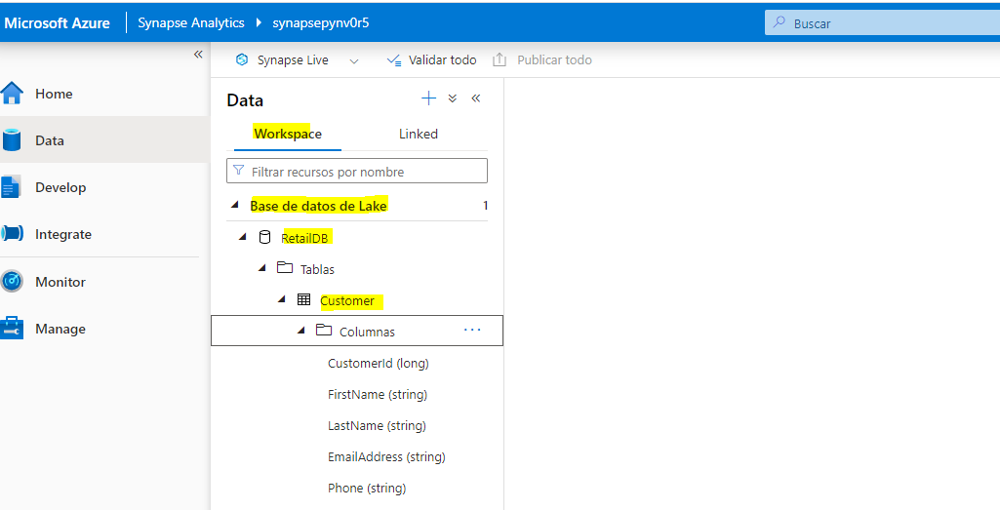 Microsoft Azure Synapse Analytics synapsepynv0r5 Buscar
Synapse Live Validar todo Publicar todo
Home
Data
Develop
Integrate
Monitor
Manage
Data
Workspace Linked
Filtrar recursos por nombre
Base de datos de Lake 1
RetailDB
Tablas
Customer
Columnas
CustomerId (long)
FirstName (string)
LastName (string)
EmailAddress (string)
Phone (string)